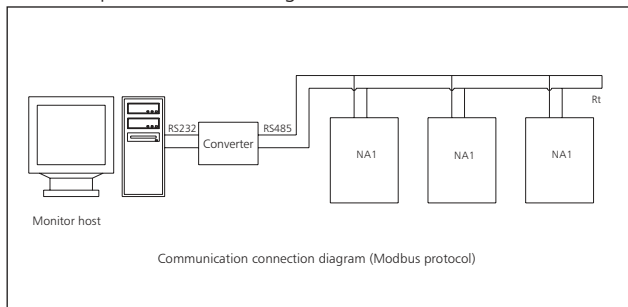 RS232
RS485
Converter
Rt
NA1
NA1
NA1
Monitor host
Communication connection diagram (Modbus protocol)